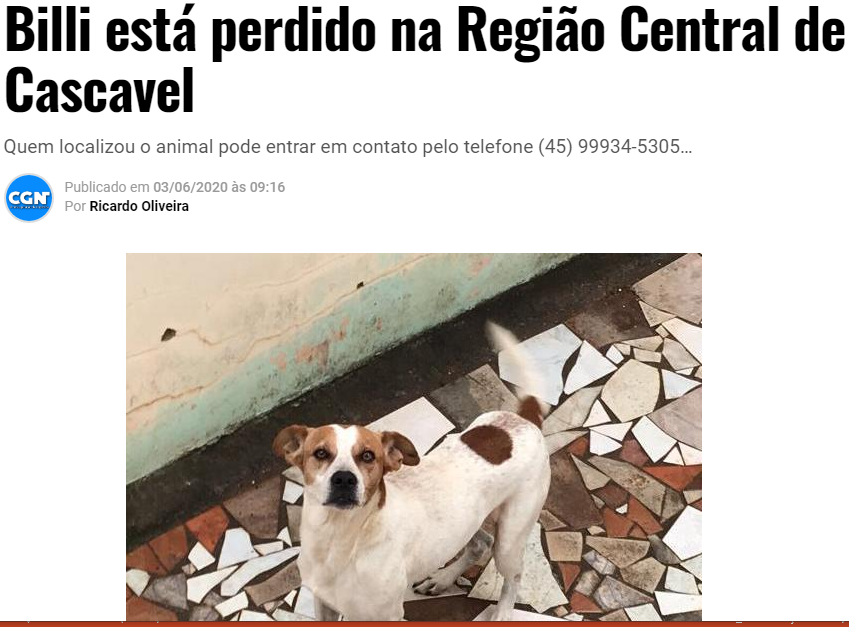 Billi está perdido na Região Central de
Cascavel
Quem localizou o animal pode entrar em contato pelo telefone (45) 99934-5305...
CGN
Publicado em 03/06/2020 às 09:16
Por Ricardo Oliveira